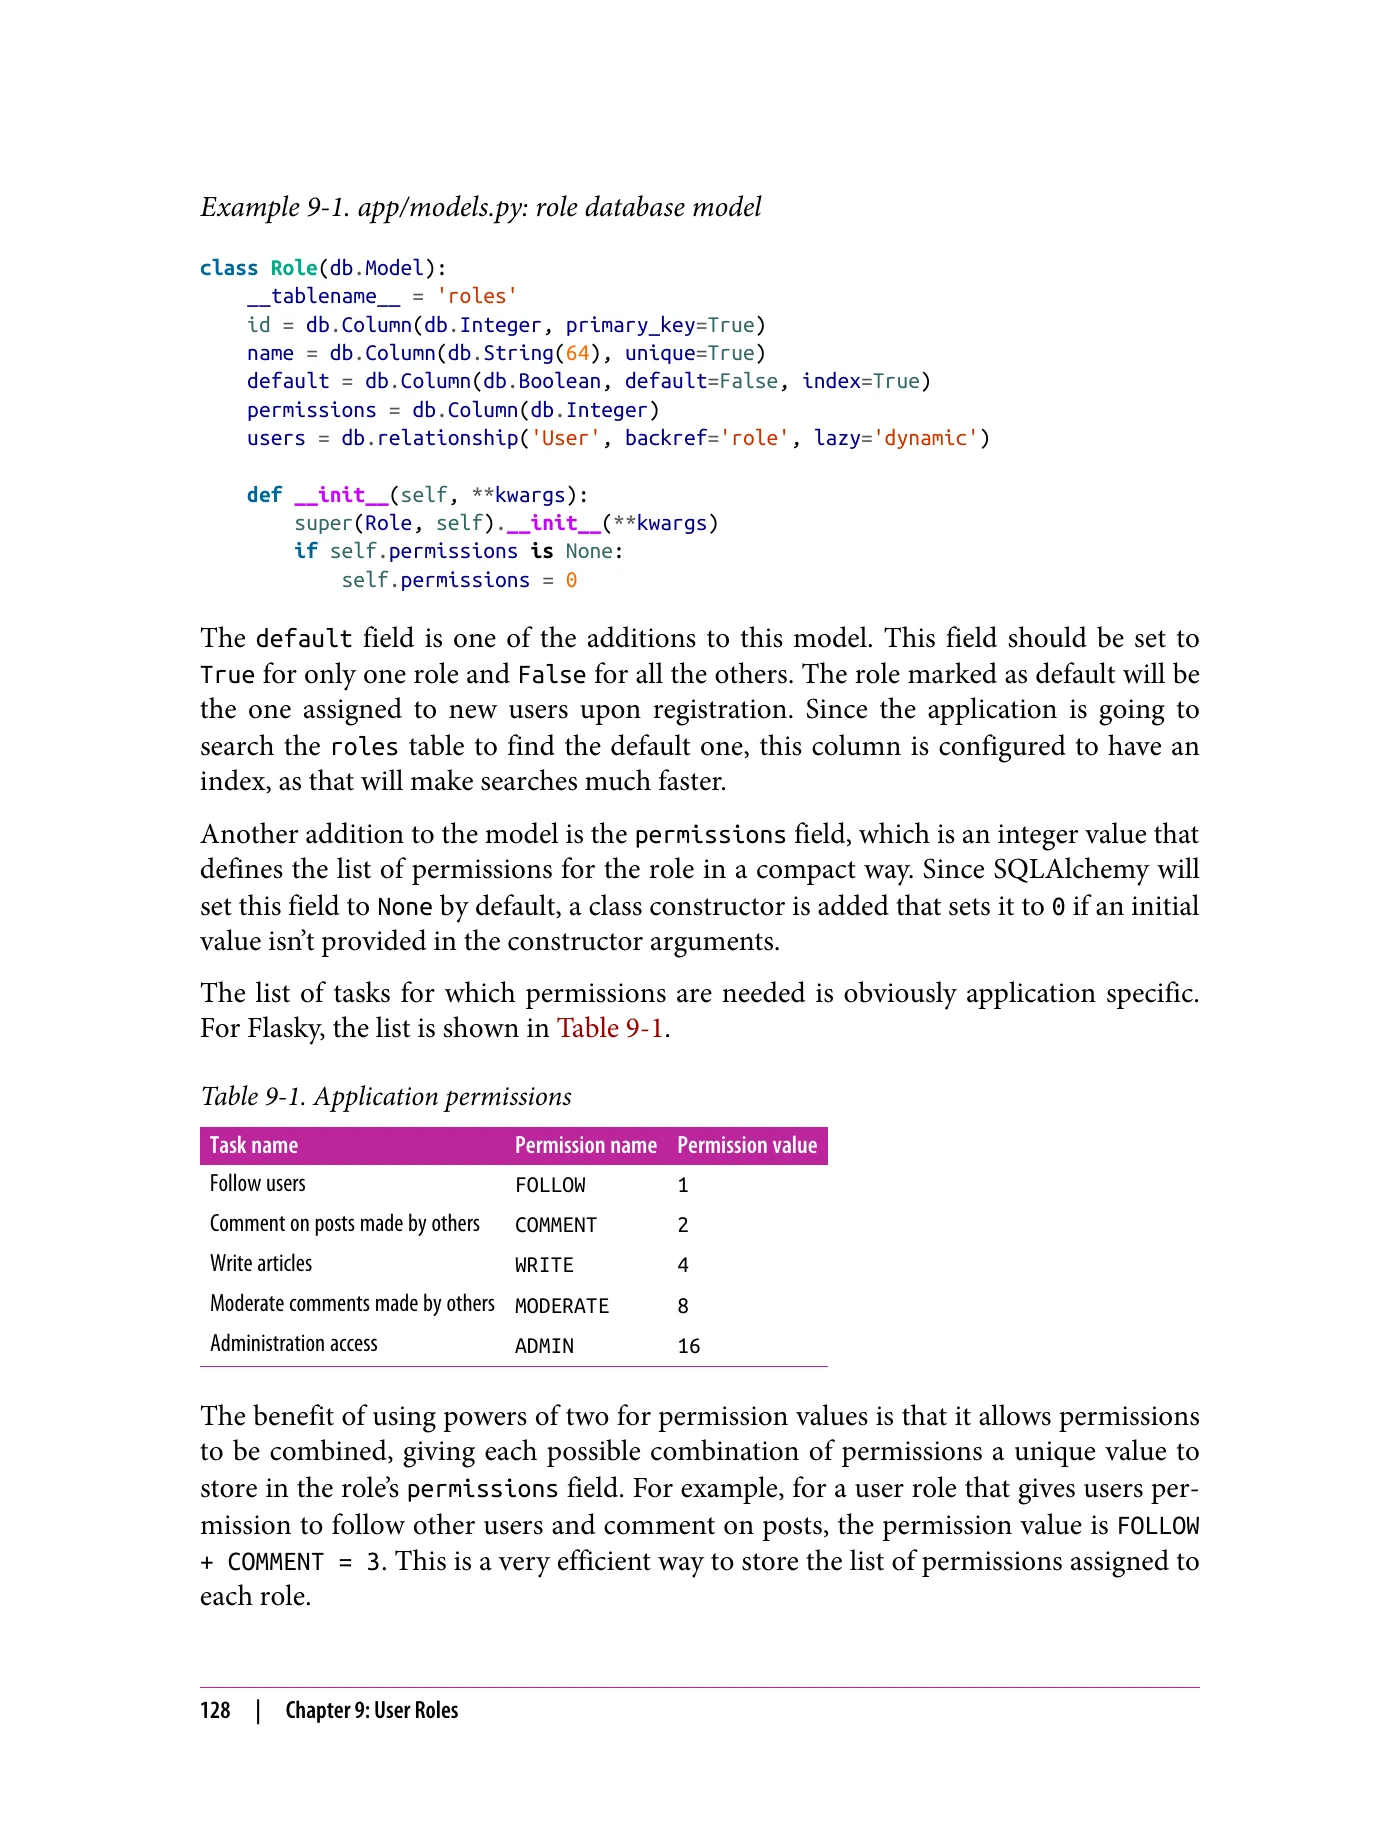 Example 9-1. app/models.py: role database model
class Role(db.Model):
    __tablename__ = 'roles'
    id = db.Column(db.Integer, primary_key=True)
    name = db.Column(db.String(64), unique=True)
    default = db.Column(db.Boolean, default=False, index=True)
    permissions = db.Column(db.Integer)
    users = db.relationship('User', backref='role', lazy='dynamic')
    def __init__(self, **kwargs):
        super(Role, self).__init__(**kwargs)
        if self.permissions is None:
            self.permissions = 0
The default field is one of the additions to this model. This field should be set to
True for only one role and False for all the others. The role marked as default will be
the one assigned to new users upon registration. Since the application is going to
search the roles table to find the default one, this column is configured to have an
index, as that will make searches much faster.
Another addition to the model is the permissions field, which is an integer value that
defines the list of permissions for the role in a compact way. Since SQLAlchemy will
set this field to None by default, a class constructor is added that sets it to 0 if an initial
value isn’t provided in the constructor arguments.
The list of tasks for which permissions are needed is obviously application specific.
For Flasky, the list is shown in Table 9-1.
Table 9-1. Application permissions
Task name Permission name Permission value
Follow users FOLLOW 1
Comment on posts made by others COMMENT 2
Write articles WRITE 4
Moderate comments made by others MODERATE 8
Administration access ADMIN 16
The benefit of using powers of two for permission values is that it allows permissions
to be combined, giving each possible combination of permissions a unique value to
store in the role’s permissions field. For example, for a user role that gives users per-
mission to follow other users and comment on posts, the permission value is FOLLOW
+ COMMENT = 3. This is a very efficient way to store the list of permissions assigned to
each role.
128 | Chapter 9: User Roles